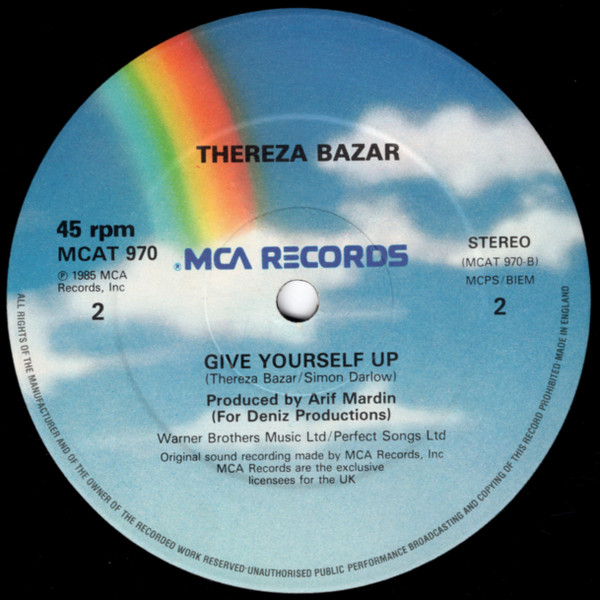 THEREZA BAZAR
45 rpm
MCAT 970
℗ 1985 MCA
Records, Inc
2
® MCA RECORDS
STEREO
(MCAT 970-B)
MCPS/BIEM
2
GIVE YOURSELF UP
(Thereza Bazar/Simon Darlow)
Produced by Arif Mardin
(For Deniz Productions)
Warner Brothers Music Ltd/Perfect Songs Ltd
Original sound recording made by MCA Records, Inc
MCA Records are the exclusive
licensees for the UK
ALL RIGHTS OF THE MANUFACTURER AND OF THE OWNER OF THE RECORDED WORK RESERVED·UNAUTHORISED PUBLIC PERFORMANCE BROADCASTING AND COPYING OF THIS RECORD PROHIBITED·MADE IN ENGLAND